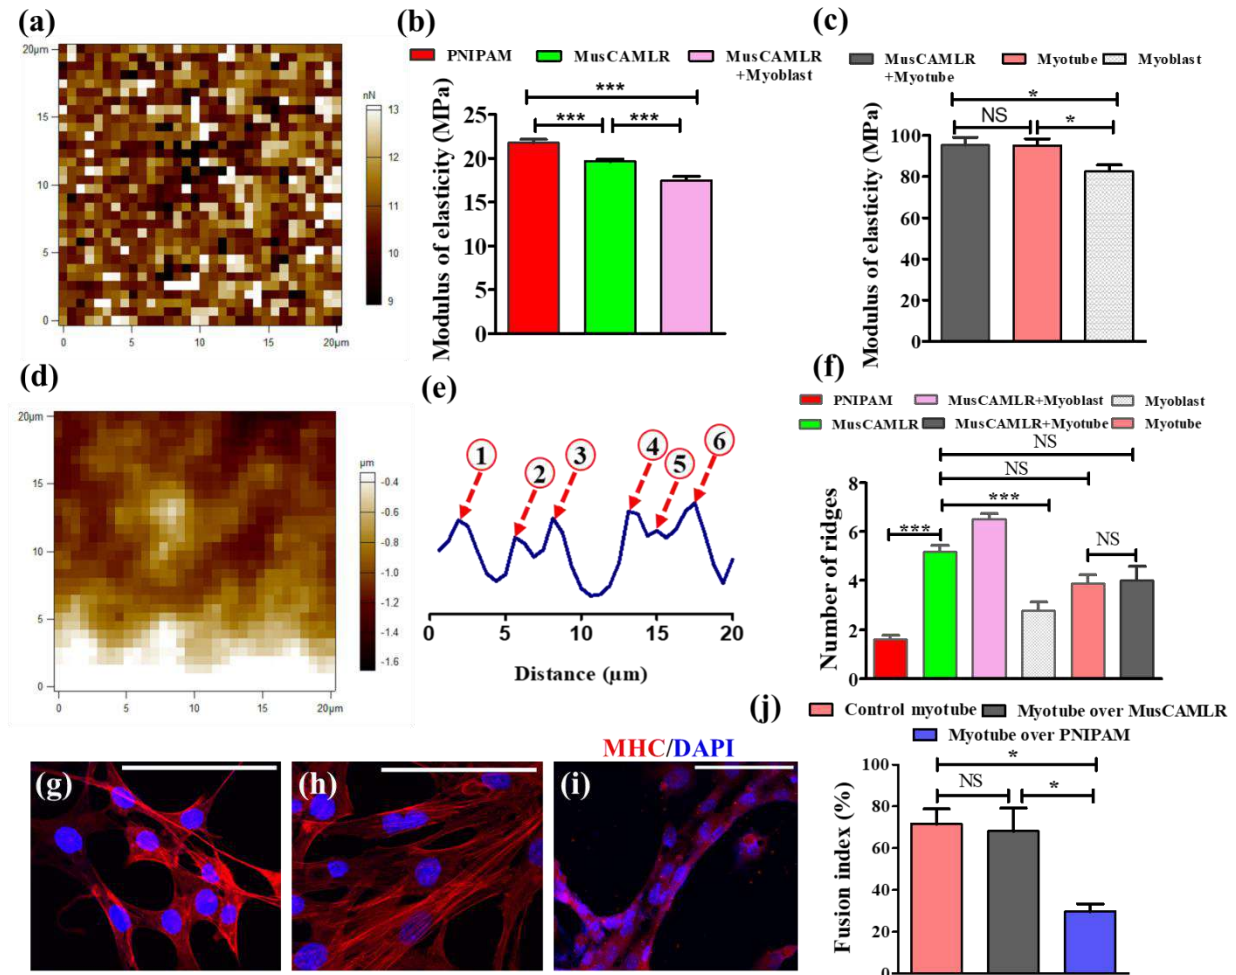 (a)
20µm
15
10
5
0
0
5
10
15
20µm
nN
13
12
11
10
9
(b)
PNIPAM
MusCAMLR
MusCAMLR
+Myoblast
***
***
***
Modulus of elasticity (MPa)
25
20
15
10
5
0
(c)
MusCAMLR
+Myotube
Myotube
Myoblast
*
NS
*
Modulus of elasticity (MPa)
100
80
60
40
20
0
(d)
20µm
15
10
5
0
0
5
10
15
20µm
µm
-0.4
-0.6
-0.8
-1.0
-1.2
-1.4
-1.6
(e)
1
2
3
4
5
6
0
5
10
15
20
Distance (µm)
(f)
PNIPAM
MusCAMLR+Myoblast
Myoblast
MusCAMLR
MusCAMLR+Myotube
Myotube
NS
NS
***
***
NS
Number of ridges
8
6
4
2
0
(g)
(h)
MHC/DAPI
(i)
(j)
Control myotube
Myotube over MusCAMLR
Myotube over PNIPAM
*
NS
*
Fusion index (%)
100
80
60
40
20
0